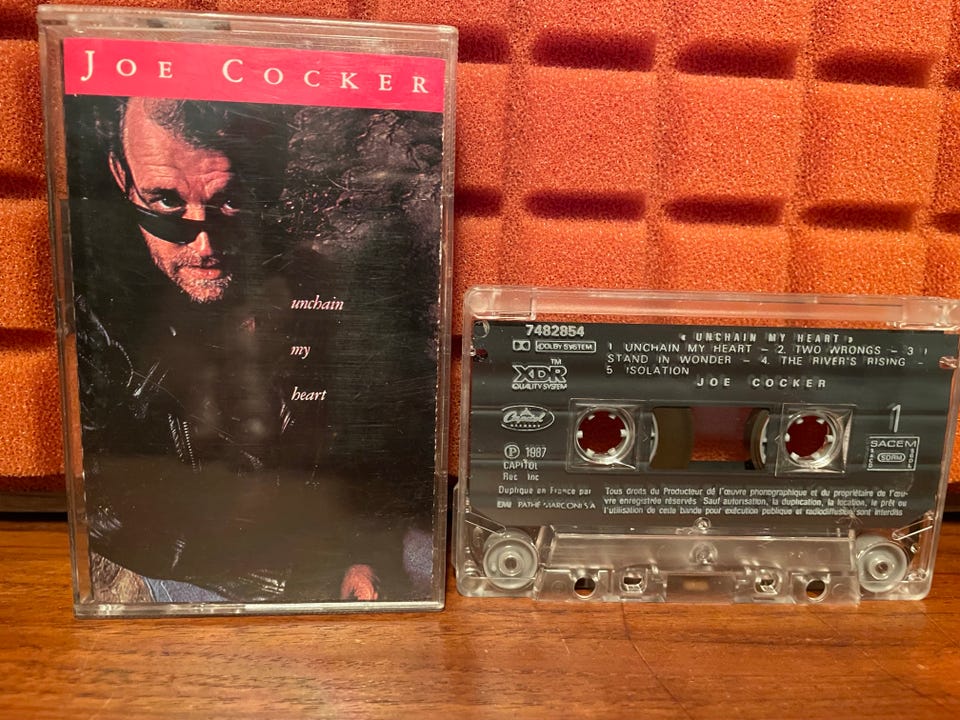 JOE COCKER
unchain
my
heart
7482854
« UNCHAIN MY HEART »
DOLBY SYSTEM
1 UNCHAIN MY HEART – 2. TWO WRONGS – 3 I
STAND IN WONDER – 4. THE RIVER'S RISING –
5 ISOLATION
JOE COCKER
TM
XDR
QUALITY SYSTEM
Capitol
RECORDS
1
Ⓟ 1987
CAPITOL
Rec Inc
SACEM
SDRM
Dupliqué en France par
EMI PATHE MARCONI S A
Tous droits du Producteur de l'œuvre phonographique et du propriétaire de l'œu-
vre enregistrée réservés. Sauf autorisation, la duplication, la location, le prêt ou
l'utilisation de cete bande pour exécution publique et radiodiffusion sont interdits